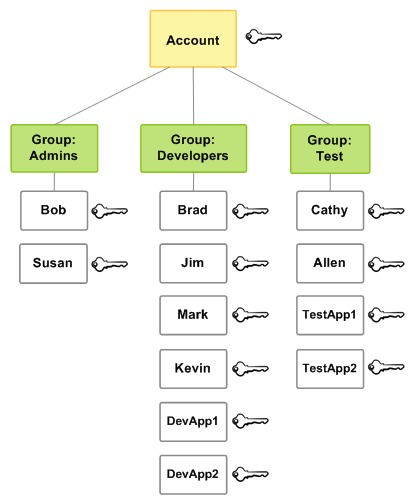 Account
Group:
Admins
Group:
Developers
Group:
Test
Bob
Brad
Cathy
Susan
Jim
Allen
Mark
TestApp1
Kevin
TestApp2
DevApp1
DevApp2